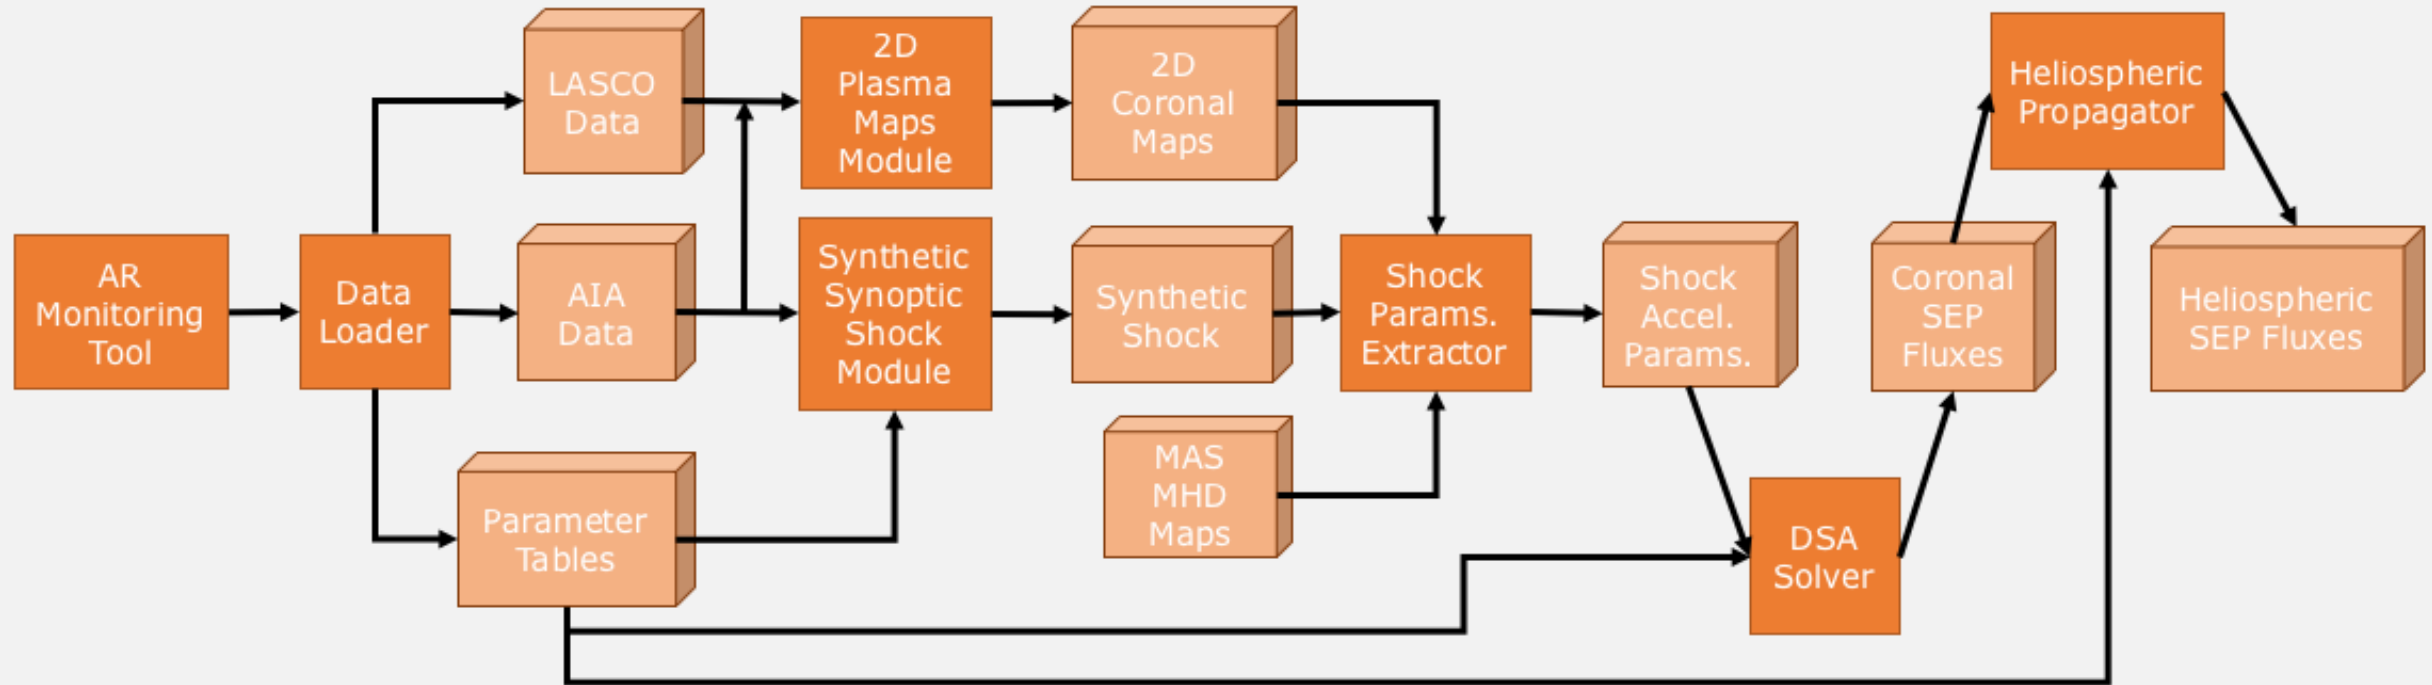 AR
Monitoring
Tool
Data
Loader
LASCO
Data
AIA
Data
Parameter
Tables
2D
Plasma
Maps
Module
Synthetic
Synoptic
Shock
Module
2D
Coronal
Maps
Synthetic
Shock
MAS
MHD
Maps
Shock
Params.
Extractor
Shock
Accel.
Params.
DSA
Solver
Coronal
SEP
Fluxes
Heliospheric
Propagator
Heliospheric
SEP Fluxes